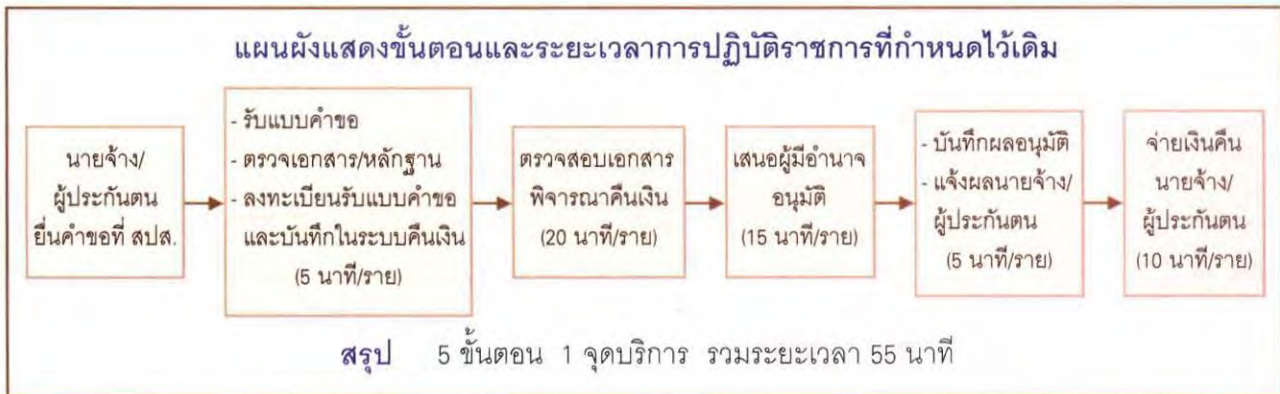 แผนผังแสดงขั้นตอนและระยะเวลาการปฏิบัติราชการที่กำหนดไว้เดิม
นายจ้าง/
ผู้ประกันตน
ยื่นคำขอที่ สปส.
- รับแบบคำขอ
- ตรวจเอกสาร/หลักฐาน
- ลงทะเบียนรับแบบคำขอ
และบันทึกในระบบคืนเงิน
(5 นาที/ราย)
ตรวจสอบเอกสาร
พิจารณาคืนเงิน
(20 นาที/ราย)
เสนอผู้มีอำนาจ
อนุมัติ
(15 นาที/ราย)
- บันทึกผลอนุมัติ
- แจ้งผลนายจ้าง/
ผู้ประกันตน
(5 นาที/ราย)
จ่ายเงินคืน
นายจ้าง/
ผู้ประกันตน
(10 นาที/ราย)
สรุป 5 ขั้นตอน 1 จุดบริการ รวมระยะเวลา 55 นาที